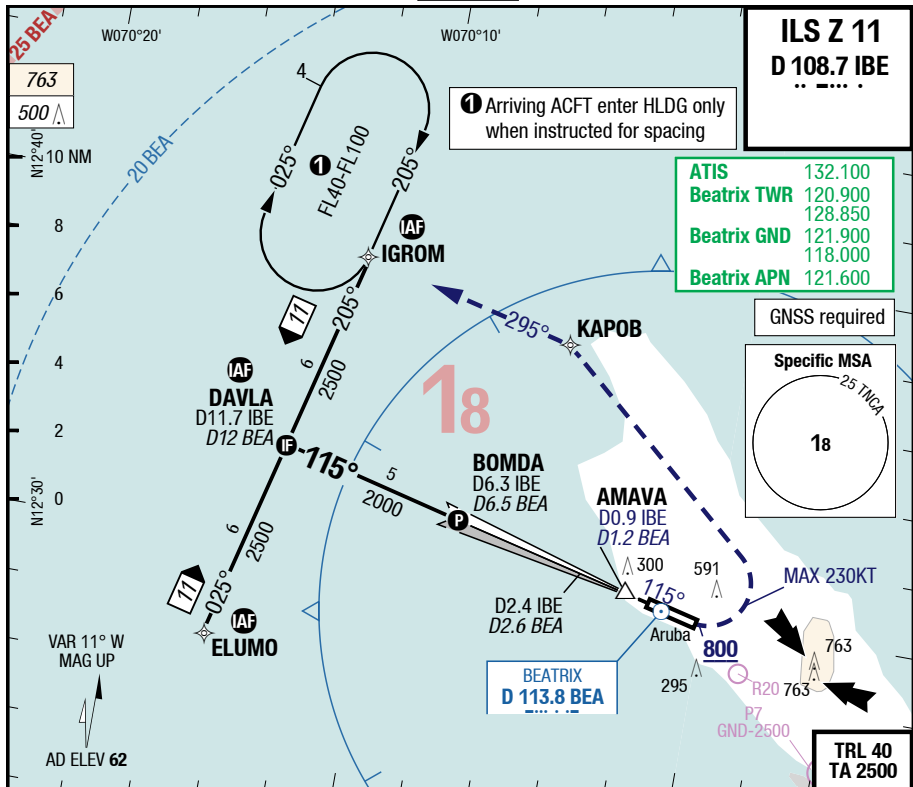 W070°20'
W070°10'
ILS Z 11
D 108.7 IBE
25 BEA
763
500
N12°40'
10 NM
20 BEA
4
025°
1
FL40-FL100
205°
1 Arriving ACFT enter HLDG only
when instructed for spacing
ATIS 132.100
Beatrix TWR 120.900
128.850
Beatrix GND 121.900
118.000
Beatrix APN 121.600
8
IAF
IGROM
6
205°
11
295°
KAPOB
GNSS required
4
6
2500
IAF
DAVLA
D11.7 IBE
D12 BEA
IF
18
Specific MSA
25 TNCA
18
2
115°
5
2000
BOMDA
D6.3 IBE
D6.5 BEA
P
AMAVA
D0.9 IBE
D1.2 BEA
N12°30'
0
6
2500
11
025°
IAF
ELUMO
300
591
115°
MAX 230KT
D2.4 IBE
D2.6 BEA
Aruba
800
763
295
R20
763
BEATRIX
D 113.8 BEA
P7
GND-2500
VAR 11° W
MAG UP
AD ELEV 62
TRL 40
TA 2500